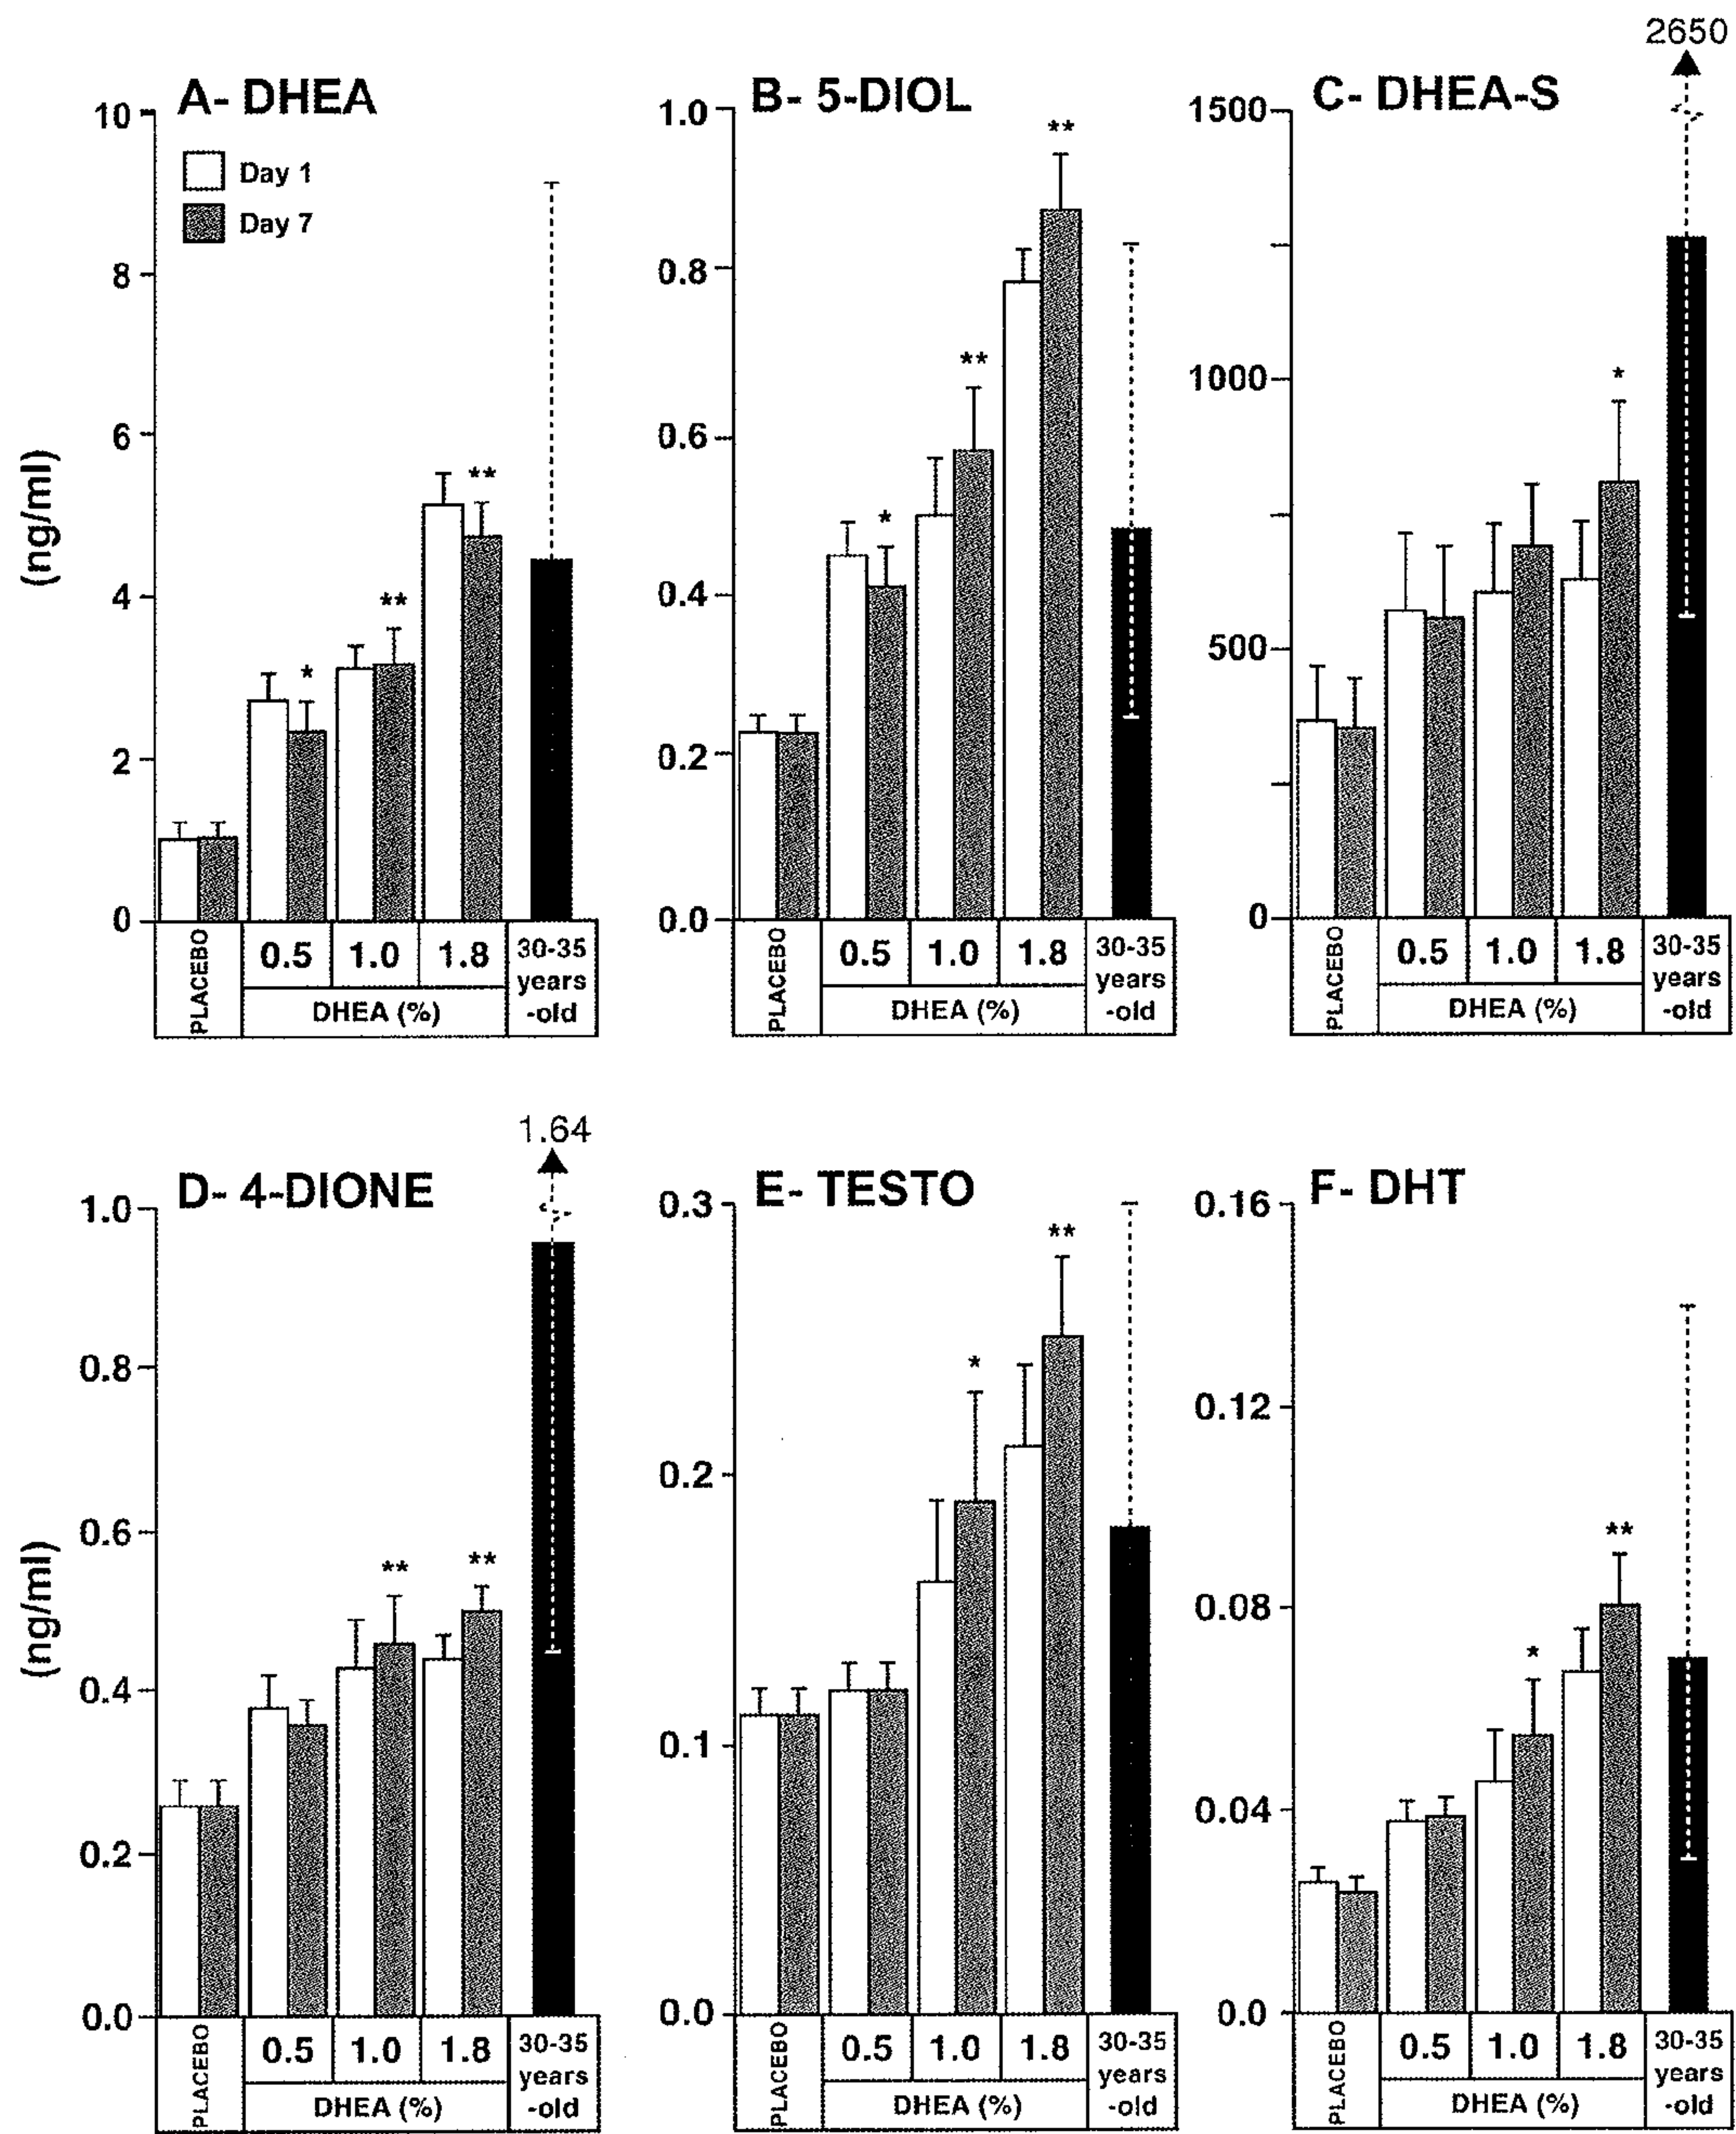 2650
A- DHEA
B- 5-DIOL
C- DHEA-S
10
8
6
4
2
0
(ng/ml)
Day 1
Day 7
*
**
**
PLACEBO
0.5
1.0
1.8
DHEA (%)
30-35
years
-old
1.0
0.8
0.6
0.4
0.2
0.0
*
**
**
PLACEBO
0.5
1.0
1.8
DHEA (%)
30-35
years
-old
1500
1000
500
0
*
PLACEBO
0.5
1.0
1.8
DHEA (%)
30-35
years
-old
1.64
D- 4-DIONE
E- TESTO
F- DHT
1.0
0.8
0.6
0.4
0.2
0.0
(ng/ml)
**
**
PLACEBO
0.5
1.0
1.8
DHEA (%)
30-35
years
-old
0.3
0.2
0.1
0.0
*
**
PLACEBO
0.5
1.0
1.8
DHEA (%)
30-35
years
-old
0.16
0.12
0.08
0.04
0.0
*
**
PLACEBO
0.5
1.0
1.8
DHEA (%)
30-35
years
-old